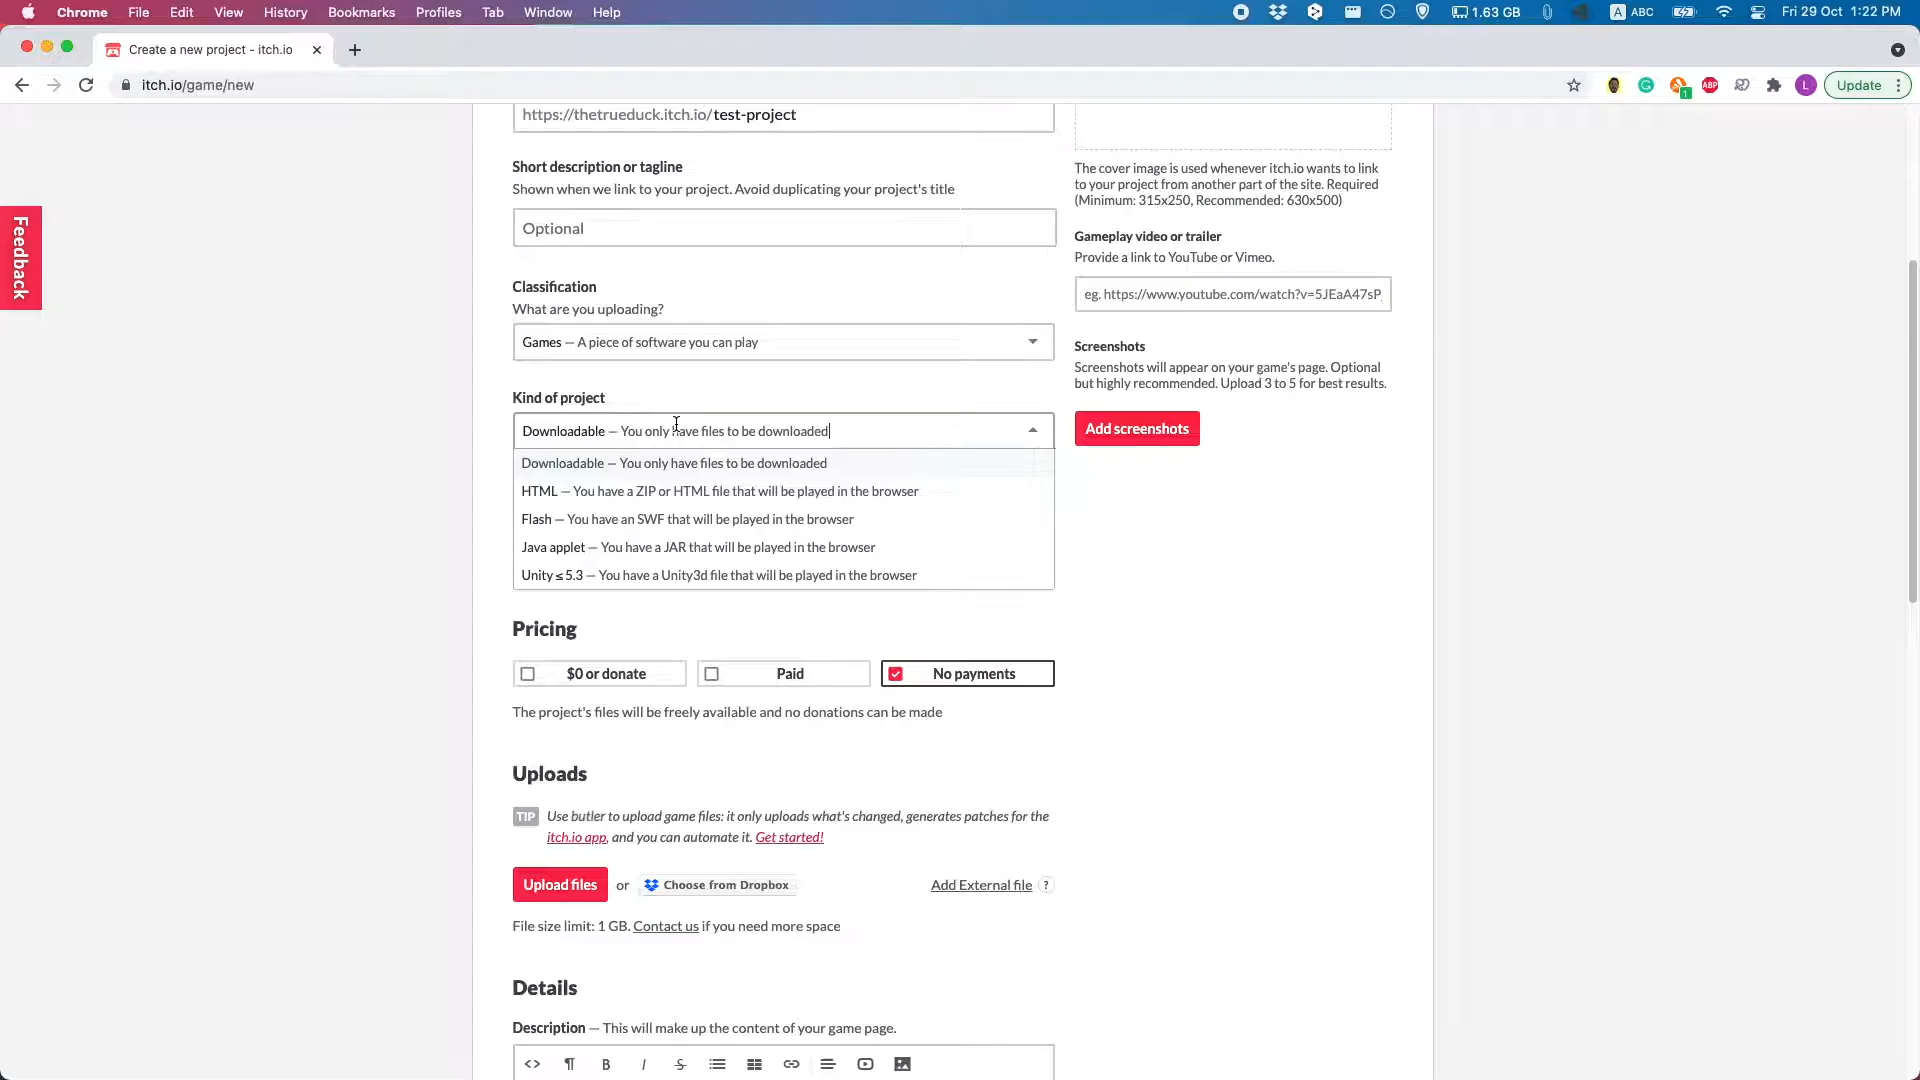 Chrome File Edit View History Bookmarks Profiles Tab Window Help 1.63 GB A ABC Fri 29 Oct 1:22 PM
Create a new project - itch.io
itch.io/game/new 1 ABP L Update
https://thetrueduck.itch.io/test-project
Short description or tagline
Shown when we link to your project. Avoid duplicating your project's title
Optional
Classification
What are you uploading?
Games — A piece of software you can play
Kind of project
Downloadable — You only have files to be downloaded
Downloadable — You only have files to be downloaded
HTML — You have a ZIP or HTML file that will be played in the browser
Flash — You have an SWF that will be played in the browser
Java applet — You have a JAR that will be played in the browser
Unity ≤ 5.3 — You have a Unity3d file that will be played in the browser
Pricing
$0 or donate Paid No payments
The project's files will be freely available and no donations can be made
Uploads
TIP Use butler to upload game files: it only uploads what's changed, generates patches for the
itch.io app, and you can automate it. Get started!
Upload files or Choose from Dropbox Add External file ?
File size limit: 1 GB. Contact us if you need more space
Details
Description — This will make up the content of your game page.
<> ¶ B I S
The cover image is used whenever itch.io wants to link
to your project from another part of the site. Required
(Minimum: 315x250, Recommended: 630x500)
Gameplay video or trailer
Provide a link to YouTube or Vimeo.
eg. https://www.youtube.com/watch?v=5JEaA47sP
Screenshots
Screenshots will appear on your game's page. Optional
but highly recommended. Upload 3 to 5 for best results.
Add screenshots
Feedback